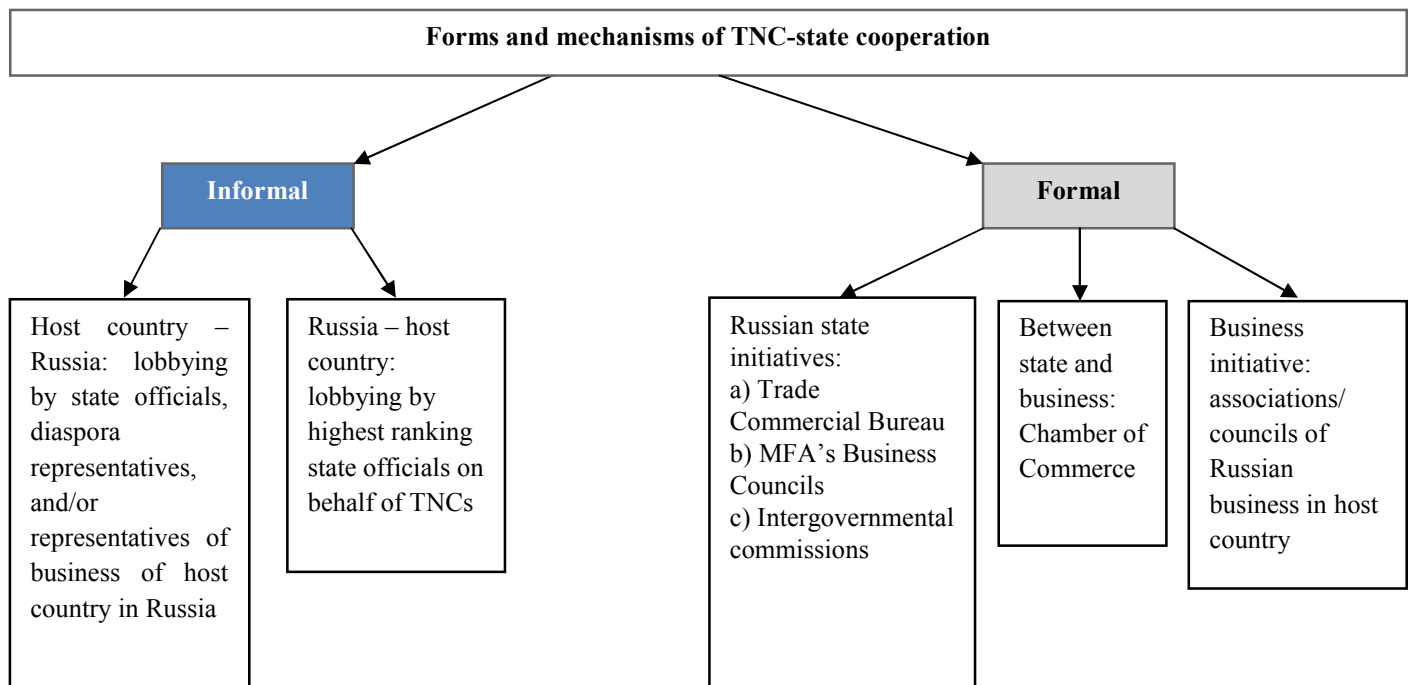 Forms and mechanisms of TNC-state cooperation
Informal
Formal
Host country –
Russia: lobbying
by state officials,
diaspora
representatives,
and/or
representatives of
business of host
country in Russia
Russia – host
country:
lobbying by
highest ranking
state officials on
behalf of TNCs
Russian state
initiatives:
a) Trade
Commercial Bureau
b) MFA’s Business
Councils
c) Intergovernmental
commissions
Between
state and
business:
Chamber of
Commerce
Business
initiative:
associations/
councils of
Russian
business in host
country